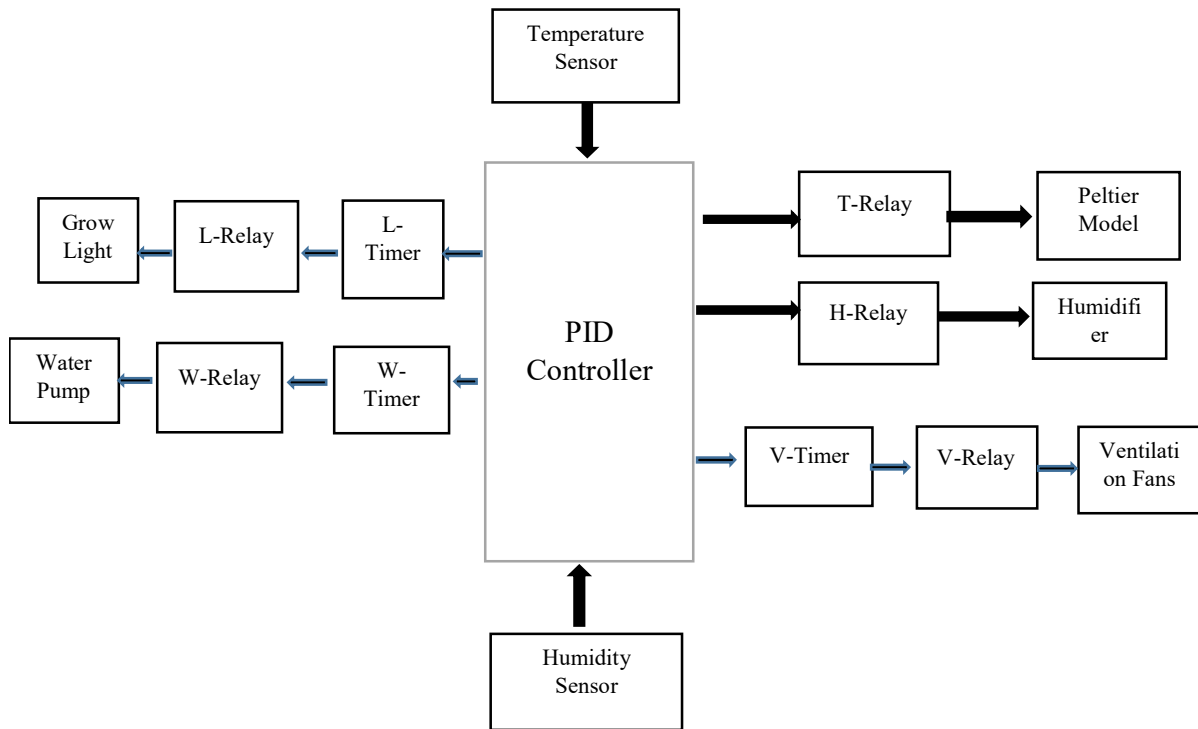 Temperature
Sensor
Grow
Light
L-Relay
L-
Timer
T-Relay
Peltier
Model
PID
Controller
H-Relay
Humidifi
er
Water
Pump
W-Relay
W-
Timer
V-Timer
V-Relay
Ventilati
on Fans
Humidity
Sensor